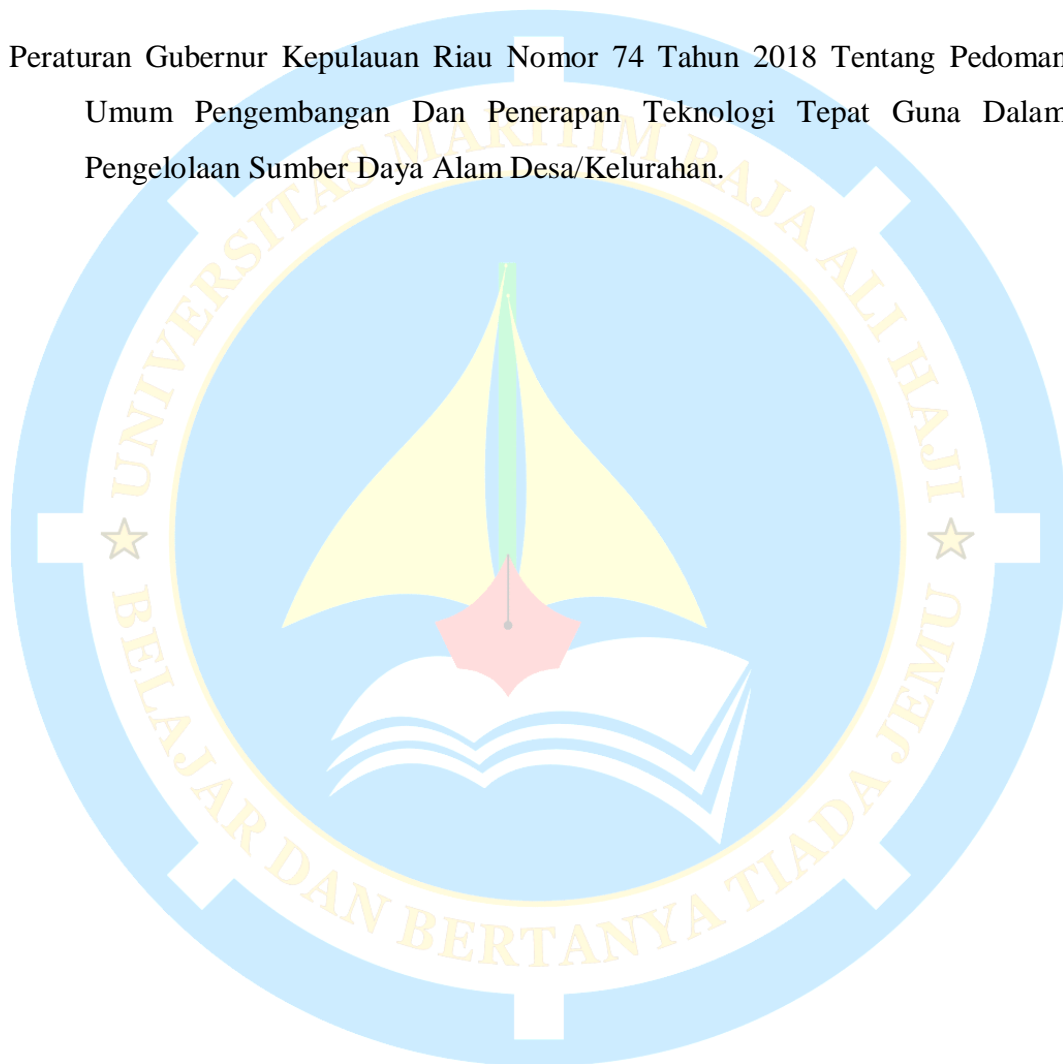 Peraturan Gubernur Kepulauan Riau Nomor 74 Tahun 2018 Tentang Pedoman
Umum Pengembangan Dan Penerapan Teknologi Tepat Guna Dalam
Pengelolaan Sumber Daya Alam Desa/Kelurahan.
UNIVERSITAS MARITIM RAJA ALI HAJI
BELAJAR DAN BERTANYA TIADA JEMU